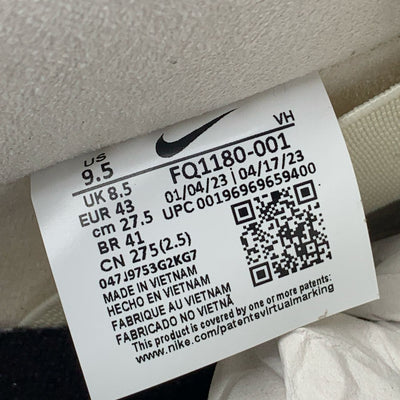 VH
US
9.5
FQ1180-001
UK 8.5
01/04/23 | 04/17/23
EUR 43
UPC 00196969659400
cm 27.5
BR 41
CN 275(2.5)
047J9753G2KG7
MADE IN VIETNAM
HECHO EN VIETNAM
FABRIQUE AU VIETNAM
FABRICADO NO VIETNÃ
This product is covered by one or more patents.
www.nike.com/patentsvirtualmarking